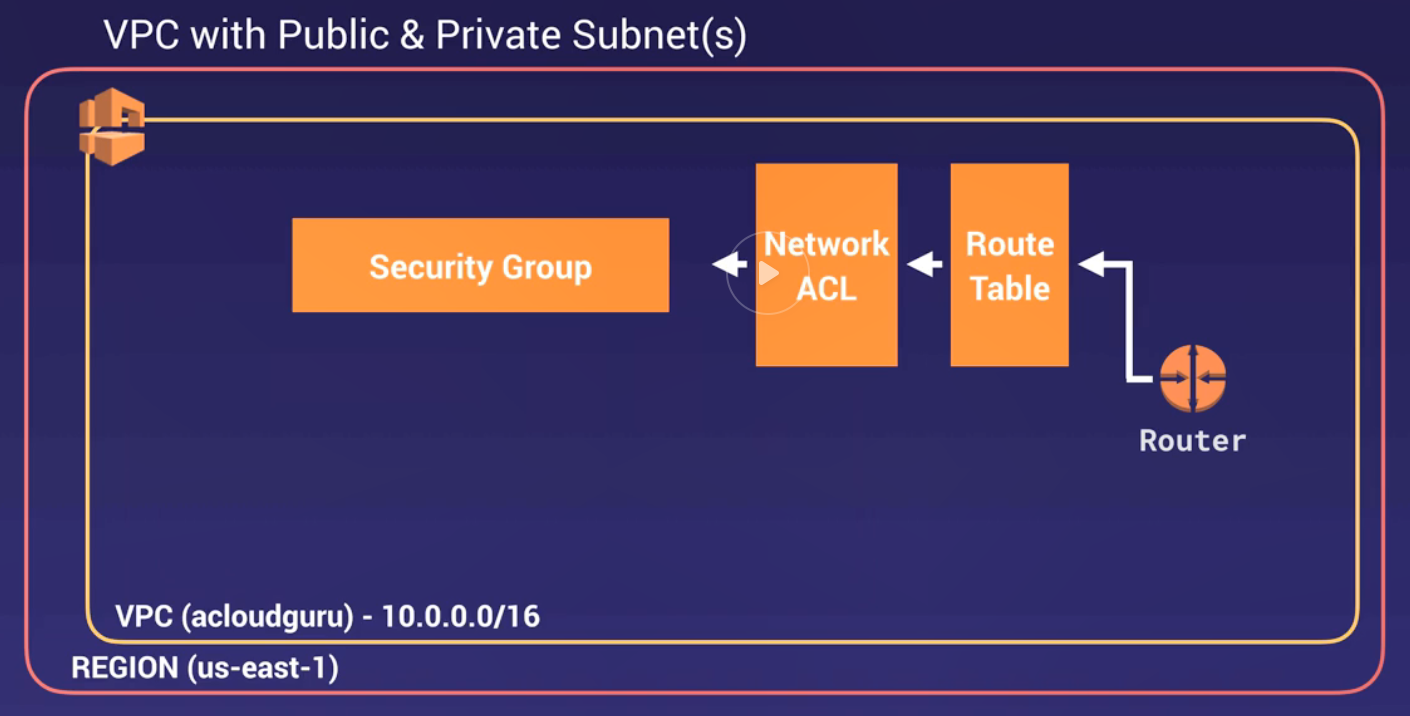 VPC with Public & Private Subnet(s)
Security Group
Network
ACL
Route
Table
Router
VPC (acloudguru) - 10.0.0.0/16
REGION (us-east-1)